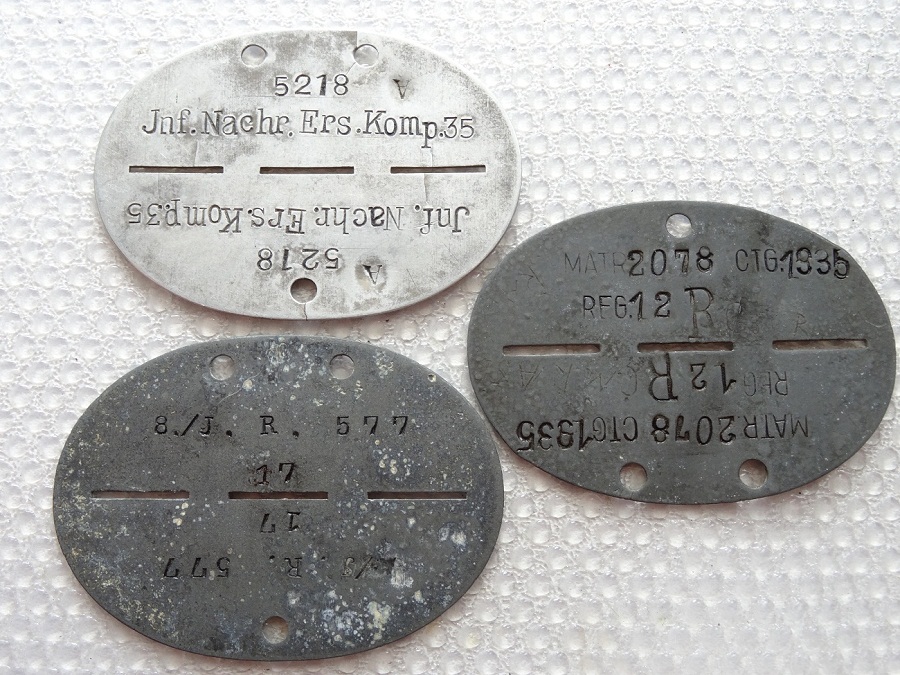 5218 A
Jnf. Nachr. Ers. Komp. 35
Jnf. Nachr. Ers. Komp. 35
5218 A
MATR 2078 CTG. 1935
REG. 12 R
R
REG 12 R
MATR 2078 CTG 1935
8./J. R. 577
17
17
J. R. 577